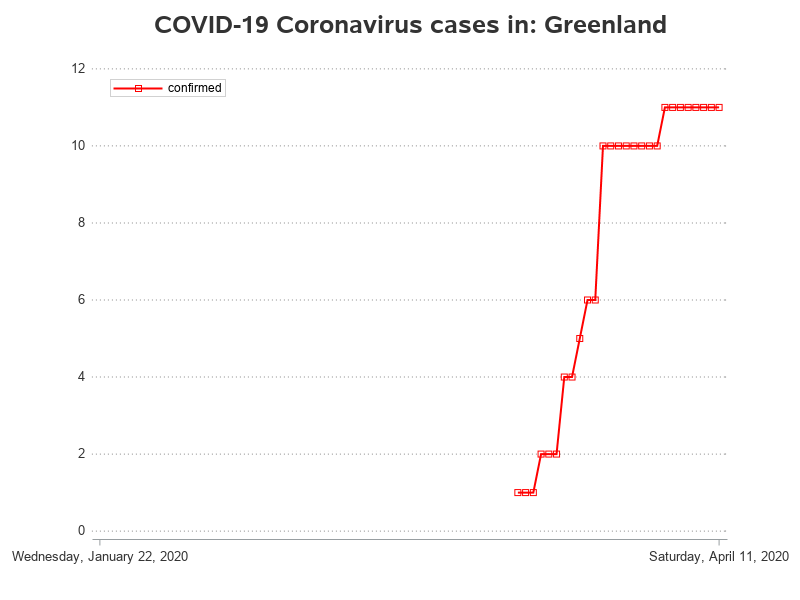 COVID-19 Coronavirus cases in: Greenland
12
confirmed
10
8
6
4
2
0
Wednesday, January 22, 2020
Saturday, April 11, 2020